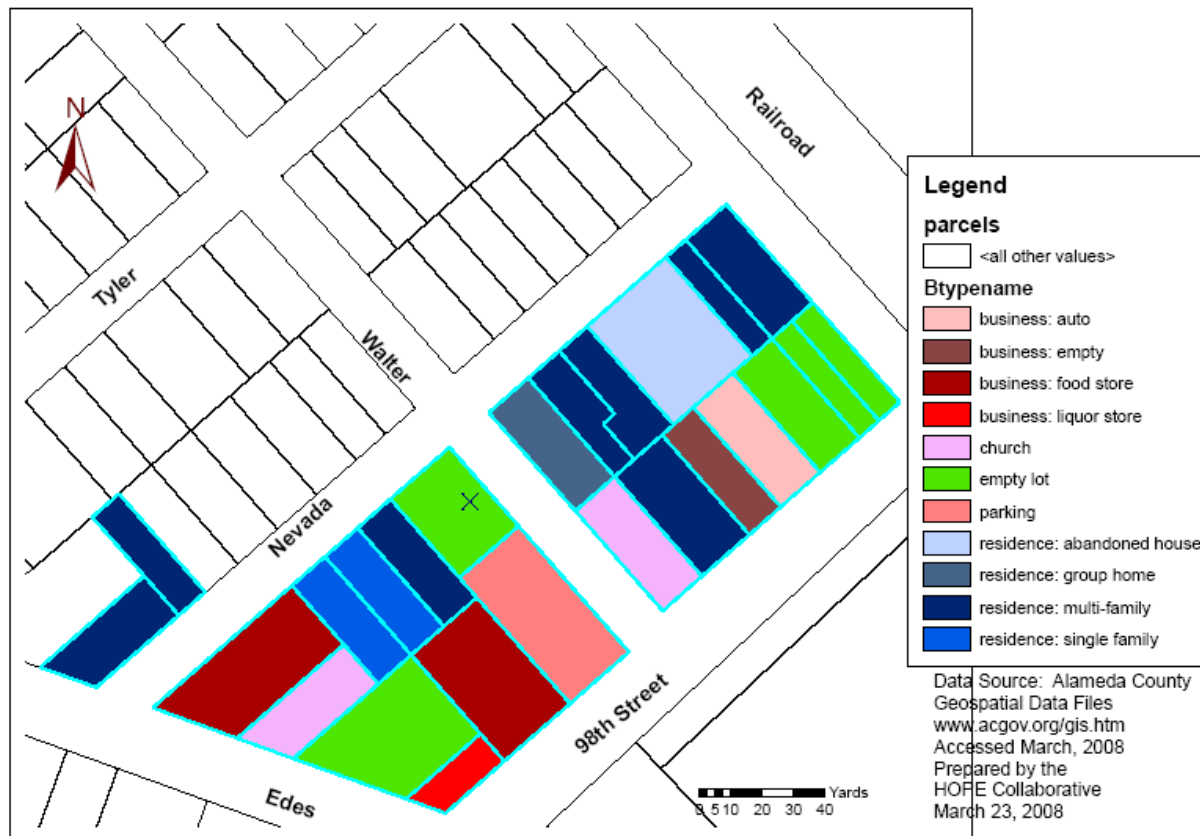 N
Railroad
Tyler
Walter
Nevada
98th Street
Edes
0 5 10 20 30 40 Yards
Legend
parcels
<all other values>
Btypename
business: auto
business: empty
business: food store
business: liquor store
church
empty lot
parking
residence: abandoned house
residence: group home
residence: multi-family
residence: single family
Data Source: Alameda County
Geospatial Data Files
www.acgov.org/gis.htm
Accessed March, 2008
Prepared by the
HOPE Collaborative
March 23, 2008